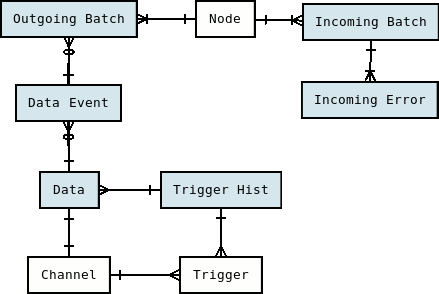 Outgoing Batch
Node
Incoming Batch
Data Event
Incoming Error
Data
Trigger Hist
Channel
Trigger